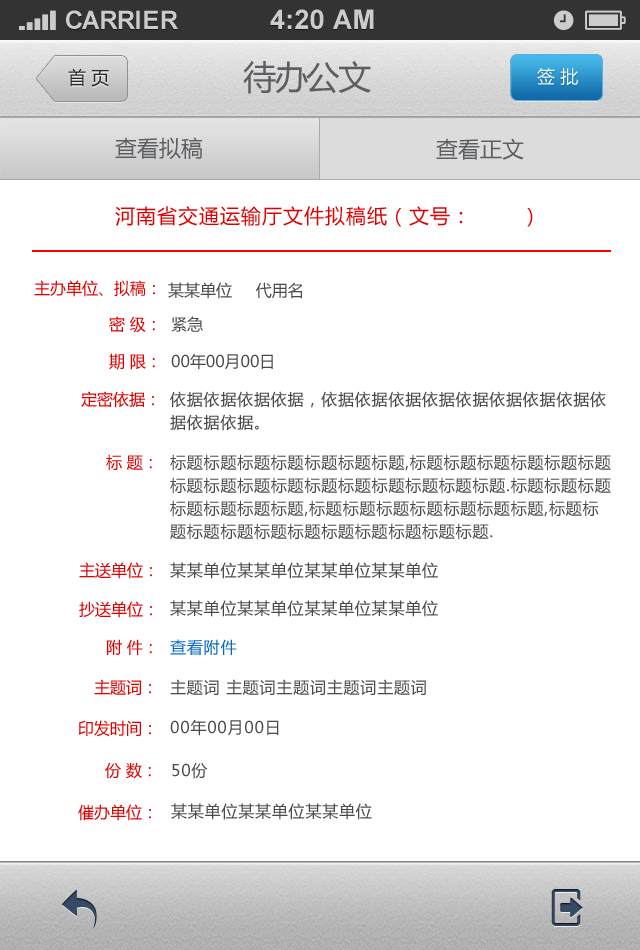 CARRIER 4:20 AM
首 页 待办公文 签 批
查看拟稿 查看正文
河南省交通运输厅文件拟稿纸（文号： ）
主办单位、拟稿： 某某单位 代用名
密 级： 紧急
期 限： 00年00月00日
定密依据： 依据依据依据依据，依据依据依据依据依据依据依据依据依
据依据依据。
标 题： 标题标题标题标题标题标题标题,标题标题标题标题标题标题
标题标题标题标题标题标题标题标题标题标题.标题标题标题
标题标题标题标题,标题标题标题标题标题标题标题,标题标
题标题标题标题标题标题标题标题标题标题.
主送单位： 某某单位某某单位某某单位某某单位
抄送单位： 某某单位某某单位某某单位某某单位
附 件： 查看附件
主题词： 主题词 主题词主题词主题词主题词
印发时间： 00年00月00日
份 数： 50份
催办单位： 某某单位某某单位某某单位